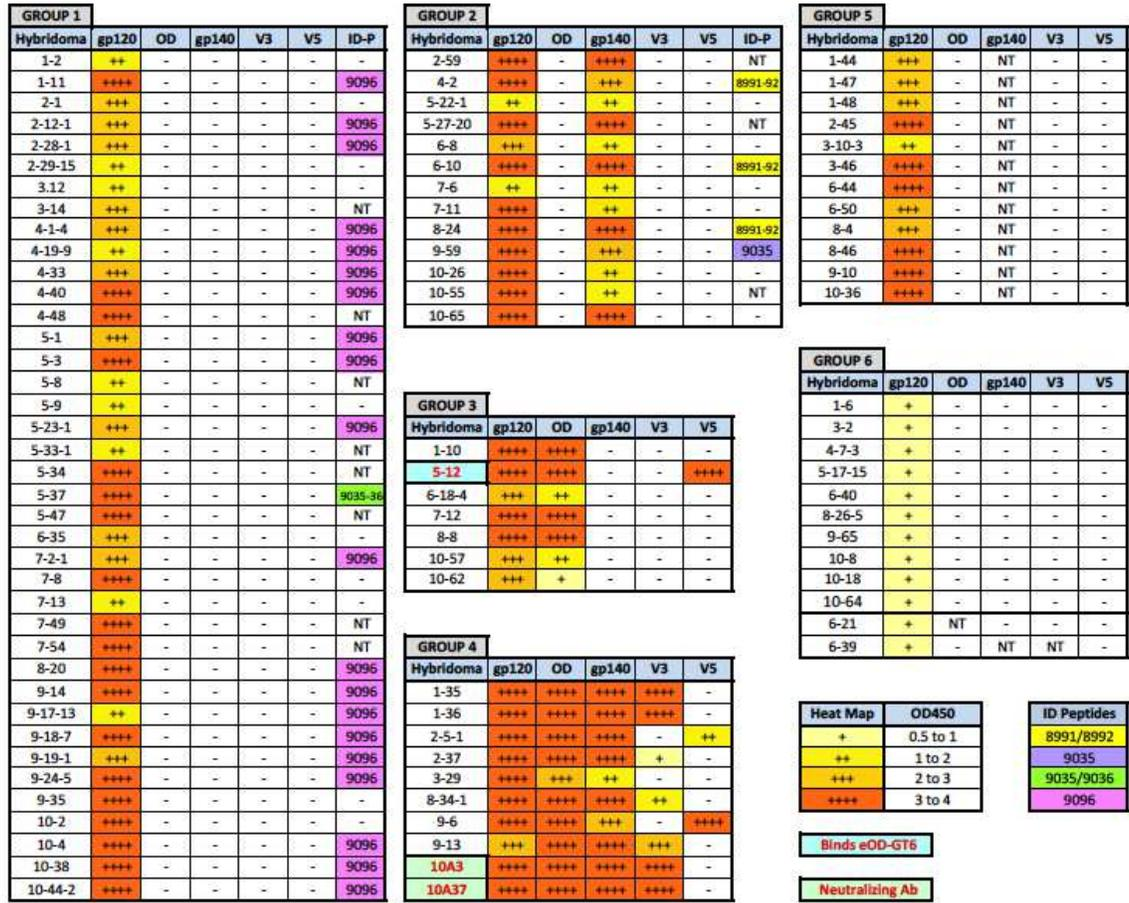 GROUP 1
Hybridoma gp120 OD gp140 V3 V5 ID-P
1-2 ++ - - - - -
1-11 ++++ - - - - 9096
2-1 +++ - - - - -
2-12-1 +++ - - - - 9096
2-28-1 +++ - - - - 9096
2-29-15 ++ - - - - -
3.12 ++ - - - - -
3-14 +++ - - - - NT
4-1-4 +++ - - - - 9096
4-19-9 ++ - - - - 9096
4-33 +++ - - - - 9096
4-40 ++++ - - - - 9096
4-48 ++++ - - - - NT
5-1 +++ - - - - 9096
5-3 ++++ - - - - 9096
5-8 ++ - - - - NT
5-9 ++ - - - - -
5-23-1 +++ - - - - 9096
5-33-1 ++ - - - - NT
5-34 ++++ - - - - NT
5-37 ++++ - - - - 9035-36
5-47 ++++ - - - - NT
6-35 +++ - - - - -
7-2-1 +++ - - - - 9096
7-8 ++++ - - - - -
7-13 ++ - - - - -
7-49 ++++ - - - - NT
7-54 ++++ - - - - NT
8-20 ++++ - - - - 9096
9-14 ++++ - - - - 9096
9-17-13 ++ - - - - 9096
9-18-7 ++++ - - - - 9096
9-19-1 +++ - - - - 9096
9-24-5 ++++ - - - - 9096
9-35 ++++ - - - - -
10-2 ++++ - - - - -
10-4 ++++ - - - - 9096
10-38 ++++ - - - - 9096
10-44-2 ++++ - - - - 9096
GROUP 2
Hybridoma gp120 OD gp140 V3 V5 ID-P
2-59 ++++ - ++++ - - NT
4-2 ++++ - +++ - - 8991-92
5-22-1 ++ - ++ - - -
5-27-20 ++++ - ++++ - - NT
6-8 +++ - ++ - - -
6-10 ++++ - ++++ - - 8991-92
7-6 ++ - ++ - - -
7-11 ++++ - ++ - - -
8-24 ++++ - ++++ - - 8991-92
9-59 ++++ - +++ - - 9035
10-26 ++++ - ++ - - -
10-55 ++++ - ++ - - NT
10-65 ++++ - ++++ - - -
GROUP 3
Hybridoma gp120 OD gp140 V3 V5
1-10 ++++ ++++ - - -
5-12 ++++ ++++ - - ++++
6-18-4 +++ ++ - - -
7-12 ++++ ++++ - - -
8-8 ++++ ++++ - - -
10-57 +++ ++ - - -
10-62 +++ + - - -
GROUP 4
Hybridoma gp120 OD gp140 V3 V5
1-35 ++++ ++++ ++++ ++++ -
1-36 ++++ ++++ ++++ ++++ -
2-5-1 ++++ ++++ ++++ - ++
2-37 ++++ ++++ ++++ + -
3-29 ++++ +++ ++ - -
8-34-1 ++++ ++++ ++++ ++ -
9-6 ++++ ++++ +++ - ++++
9-13 +++ ++++ ++++ +++ -
10A3 ++++ ++++ ++++ ++++ -
10A37 ++++ ++++ ++++ ++++ -
GROUP 5
Hybridoma gp120 OD gp140 V3 V5
1-44 +++ - NT - -
1-47 +++ - NT - -
1-48 +++ - NT - -
2-45 ++++ - NT - -
3-10-3 ++ - NT - -
3-46 ++++ - NT - -
6-44 ++++ - NT - -
6-50 +++ - NT - -
8-4 +++ - NT - -
8-46 ++++ - NT - -
9-10 ++++ - NT - -
10-36 ++++ - NT - -
GROUP 6
Hybridoma gp120 OD gp140 V3 V5
1-6 + - - - -
3-2 + - - - -
4-7-3 + - - - -
5-17-15 + - - - -
6-40 + - - - -
8-26-5 + - - - -
9-65 + - - - -
10-8 + - - - -
10-18 + - - - -
10-64 + - - - -
6-21 + NT - - -
6-39 + - NT NT -
Heat Map OD450
+ 0.5 to 1
++ 1 to 2
+++ 2 to 3
++++ 3 to 4
ID Peptides
8991/8992
9035
9035/9036
9096
Binds eOD-GT6
Neutralizing Ab